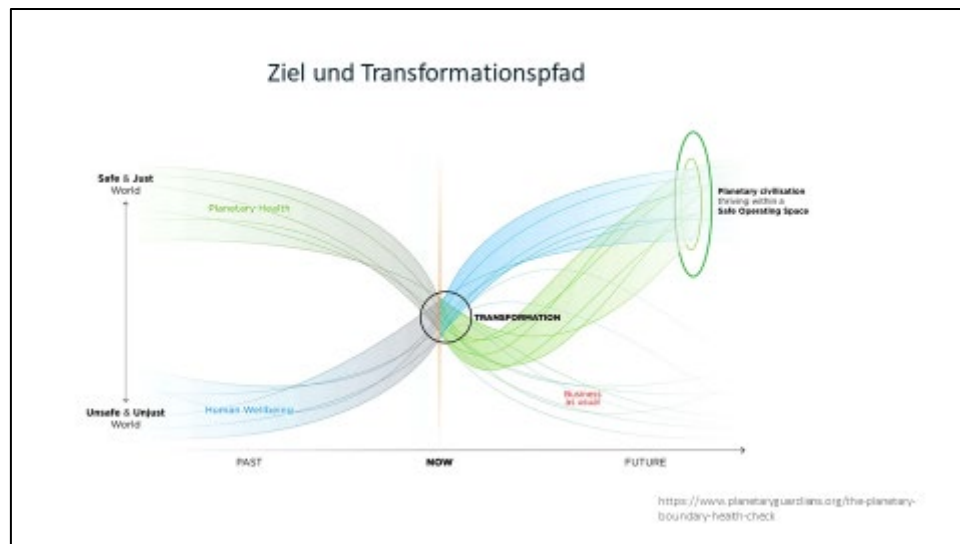 Ziel und Transformationspfad
Safe & Just
World
Planetary Health
Planetary civilisation
thriving within a
Safe Operating Space
TRANSFORMATION
Business
as usual
Human Wellbeing
Unsafe & Unjust
World
PAST
NOW
FUTURE
https://www.planetaryguardians.org/the-planetary-
boundary-health-check